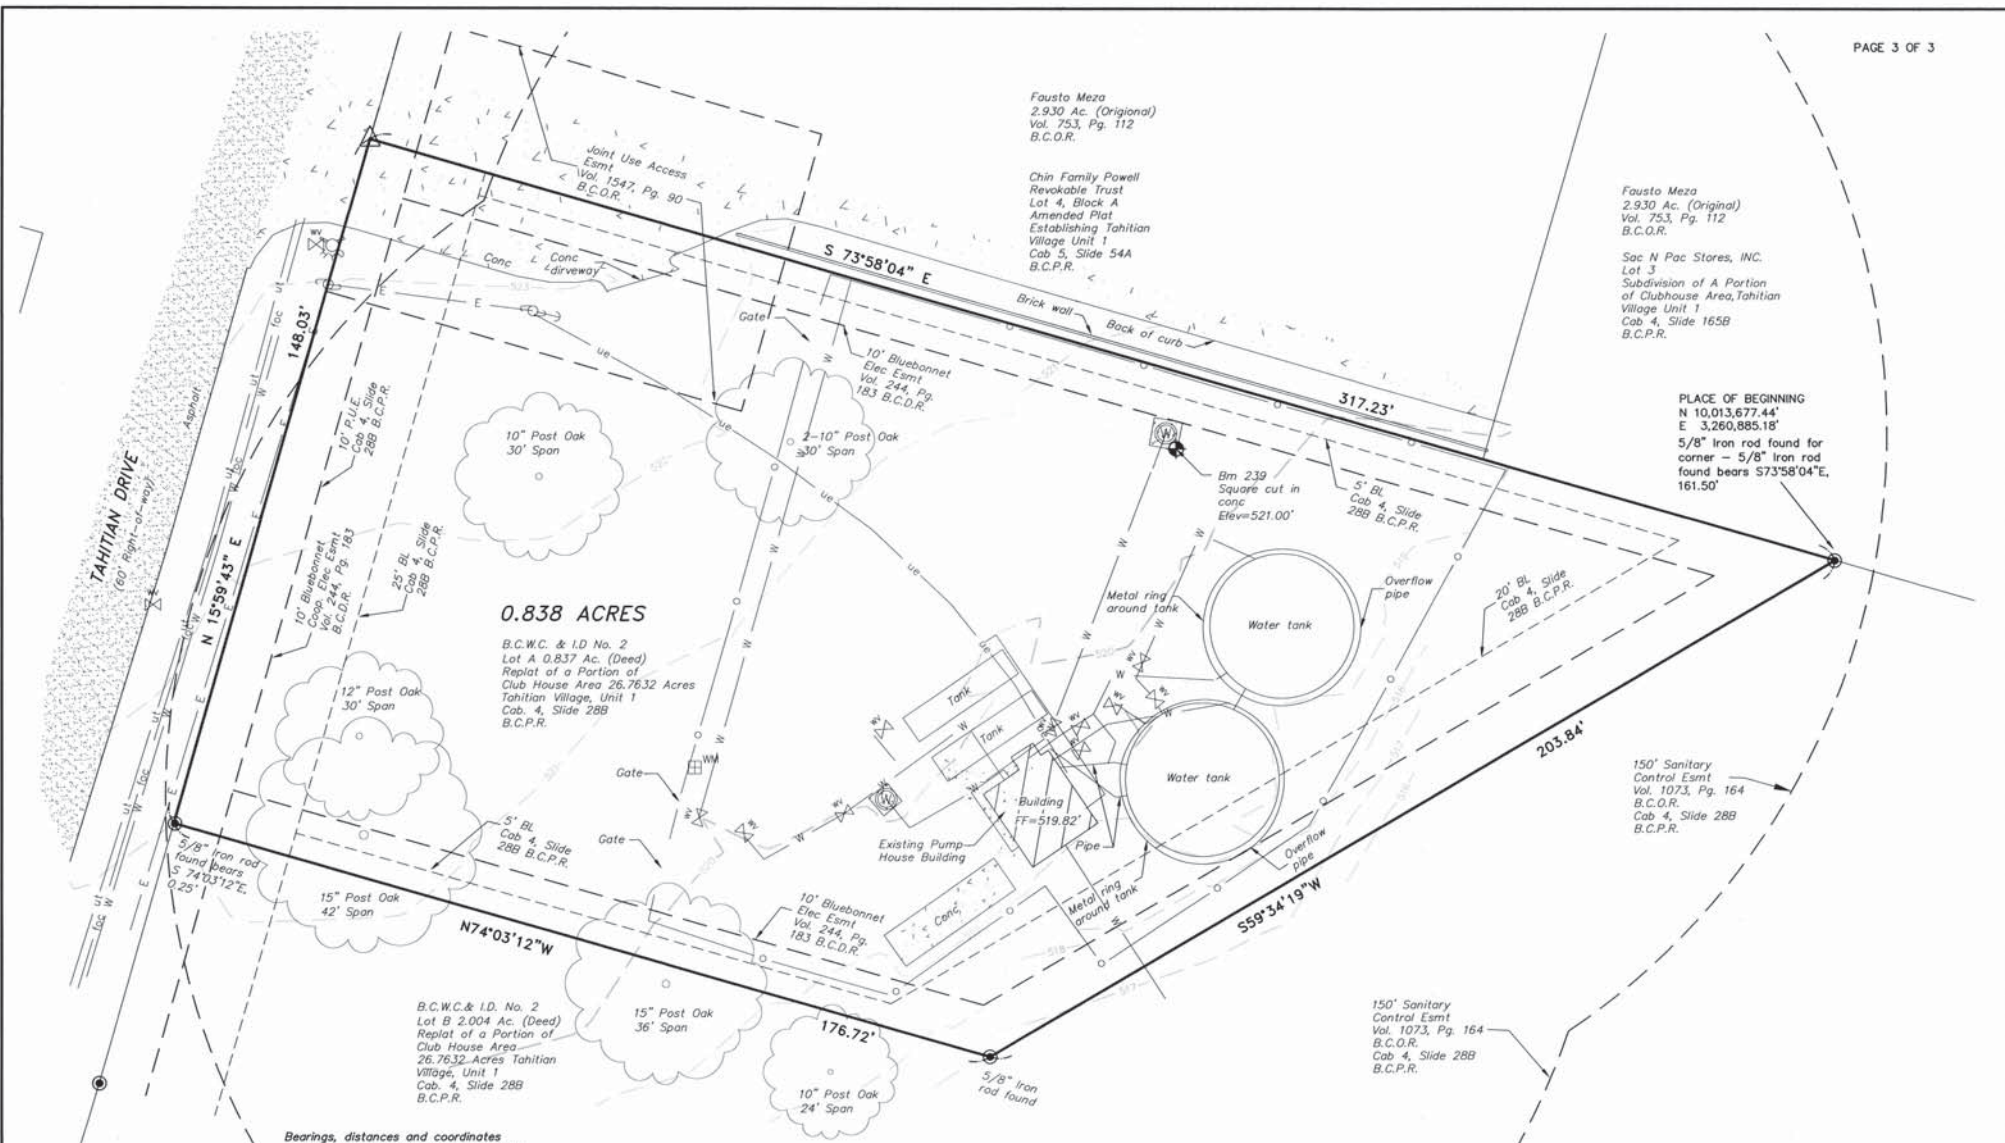 PAGE 3 OF 3
Fausto Meza
2.930 Ac. (Origional)
Vol. 753, Pg. 112
B.C.O.R.
Chin Family Powell
Revokable Trust
Lot 4, Block A
Amended Plat
Establishing Tahitian
Village Unit 1
Cab 5, Slide 54A
B.C.P.R.
Fausto Meza
2.930 Ac. (Original)
Vol. 753, Pg. 112
B.C.O.R.
Sac N Pac Stores, INC.
Lot 3
Subdivision of A Portion
of Clubhouse Area,Tahitian
Village Unit 1
Cab 4, Slide 165B
B.C.P.R.
Joint Use Access
Esmt
Vol. 1547, Pg. 90
B.C.O.R.
WV
Conc
Conc
dirveway
523
S 73°58'04" E
Brick wall
Back of curb
317.23'
Gate
10' Bluebonnet
Elec Esmt
Vol. 244, Pg.
183 B.C.D.R.
521
148.03'
Asphalt
TAHITIAN DRIVE
(60' Right-of-way)
N 15°59'43" E
10' P.U.E.
Cab 4, Slide
28B B.C.P.R.
10' Bluebonnet
Coop. Elec Esmt
Vol. 244, Pg. 183
B.C.D.R.
25' BL
Cab 4, Slide
28B B.C.P.R.
10" Post Oak
30' Span
2-10" Post Oak
30' Span
PLACE OF BEGINNING
N 10,013,677.44'
E 3,260,885.18'
5/8" Iron rod found for
corner - 5/8" Iron rod
found bears S73°58'04"E,
161.50'
Bm 239
Square cut in
conc
Elev=521.00'
5' BL
Cab 4, Slide
28B B.C.P.R.
20' BL
Cab 4, Slide
28B B.C.P.R.
Metal ring
around tank
Overflow
pipe
Water tank
0.838 ACRES
B.C.W.C. & I.D No. 2
Lot A 0.837 Ac. (Deed)
Replat of a Portion of
Club House Area 26.7632 Acres
Tahitian Village, Unit 1
Cab. 4, Slide 28B
B.C.P.R.
520
12" Post Oak
30' Span
Tank
Tank
WM
Gate
Gate
Water tank
203.84'
150' Sanitary
Control Esmt
Vol. 1073, Pg. 164
B.C.O.R.
Cab 4, Slide 28B
B.C.P.R.
Building
FF=519.82'
Existing Pump
House Building
Pipe
Overflow
pipe
Metal ring
around tank
5' BL
Cab 4, Slide
28B B.C.P.R.
5/8" Iron rod
found bears
S 74°03'12"E,
0.25'
15" Post Oak
42' Span
N74°03'12"W
10' Bluebonnet
Elec Esmt
Vol. 244, Pg.
183 B.C.D.R.
Conc
S59°34'19"W
518
517
B.C.W.C.& I.D. No. 2
Lot B 2.004 Ac. (Deed)
Replat of a Portion of
Club House Area
26.7632 Acres Tahitian
Village, Unit 1
Cab. 4, Slide 28B
B.C.P.R.
15" Post Oak
36' Span
176.72'
10" Post Oak
24' Span
5/8" Iron
rod found
150' Sanitary
Control Esmt
Vol. 1073, Pg. 164
B.C.O.R.
Cab 4, Slide 28B
B.C.P.R.
Bearings, distances and coordinates